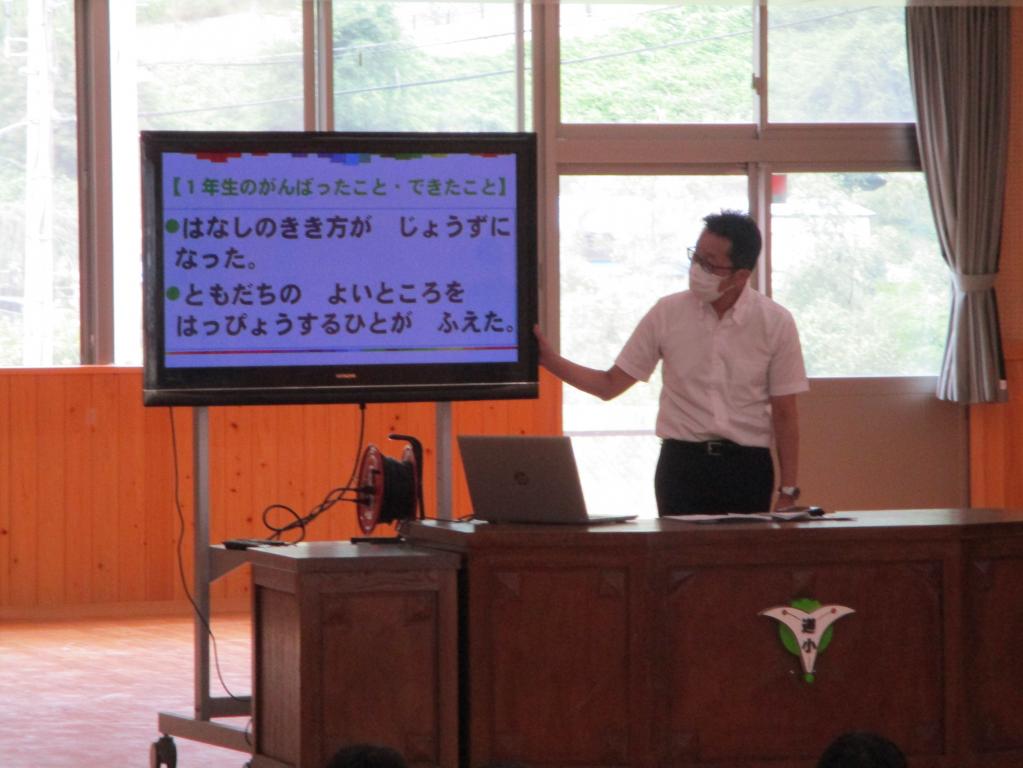 【1年生のがんばったこと・できたこと】
●はなしのきき方が　じょうずに
なった。
●ともだちの　よいところを
はっぴょうするひとが　ふえた。
小